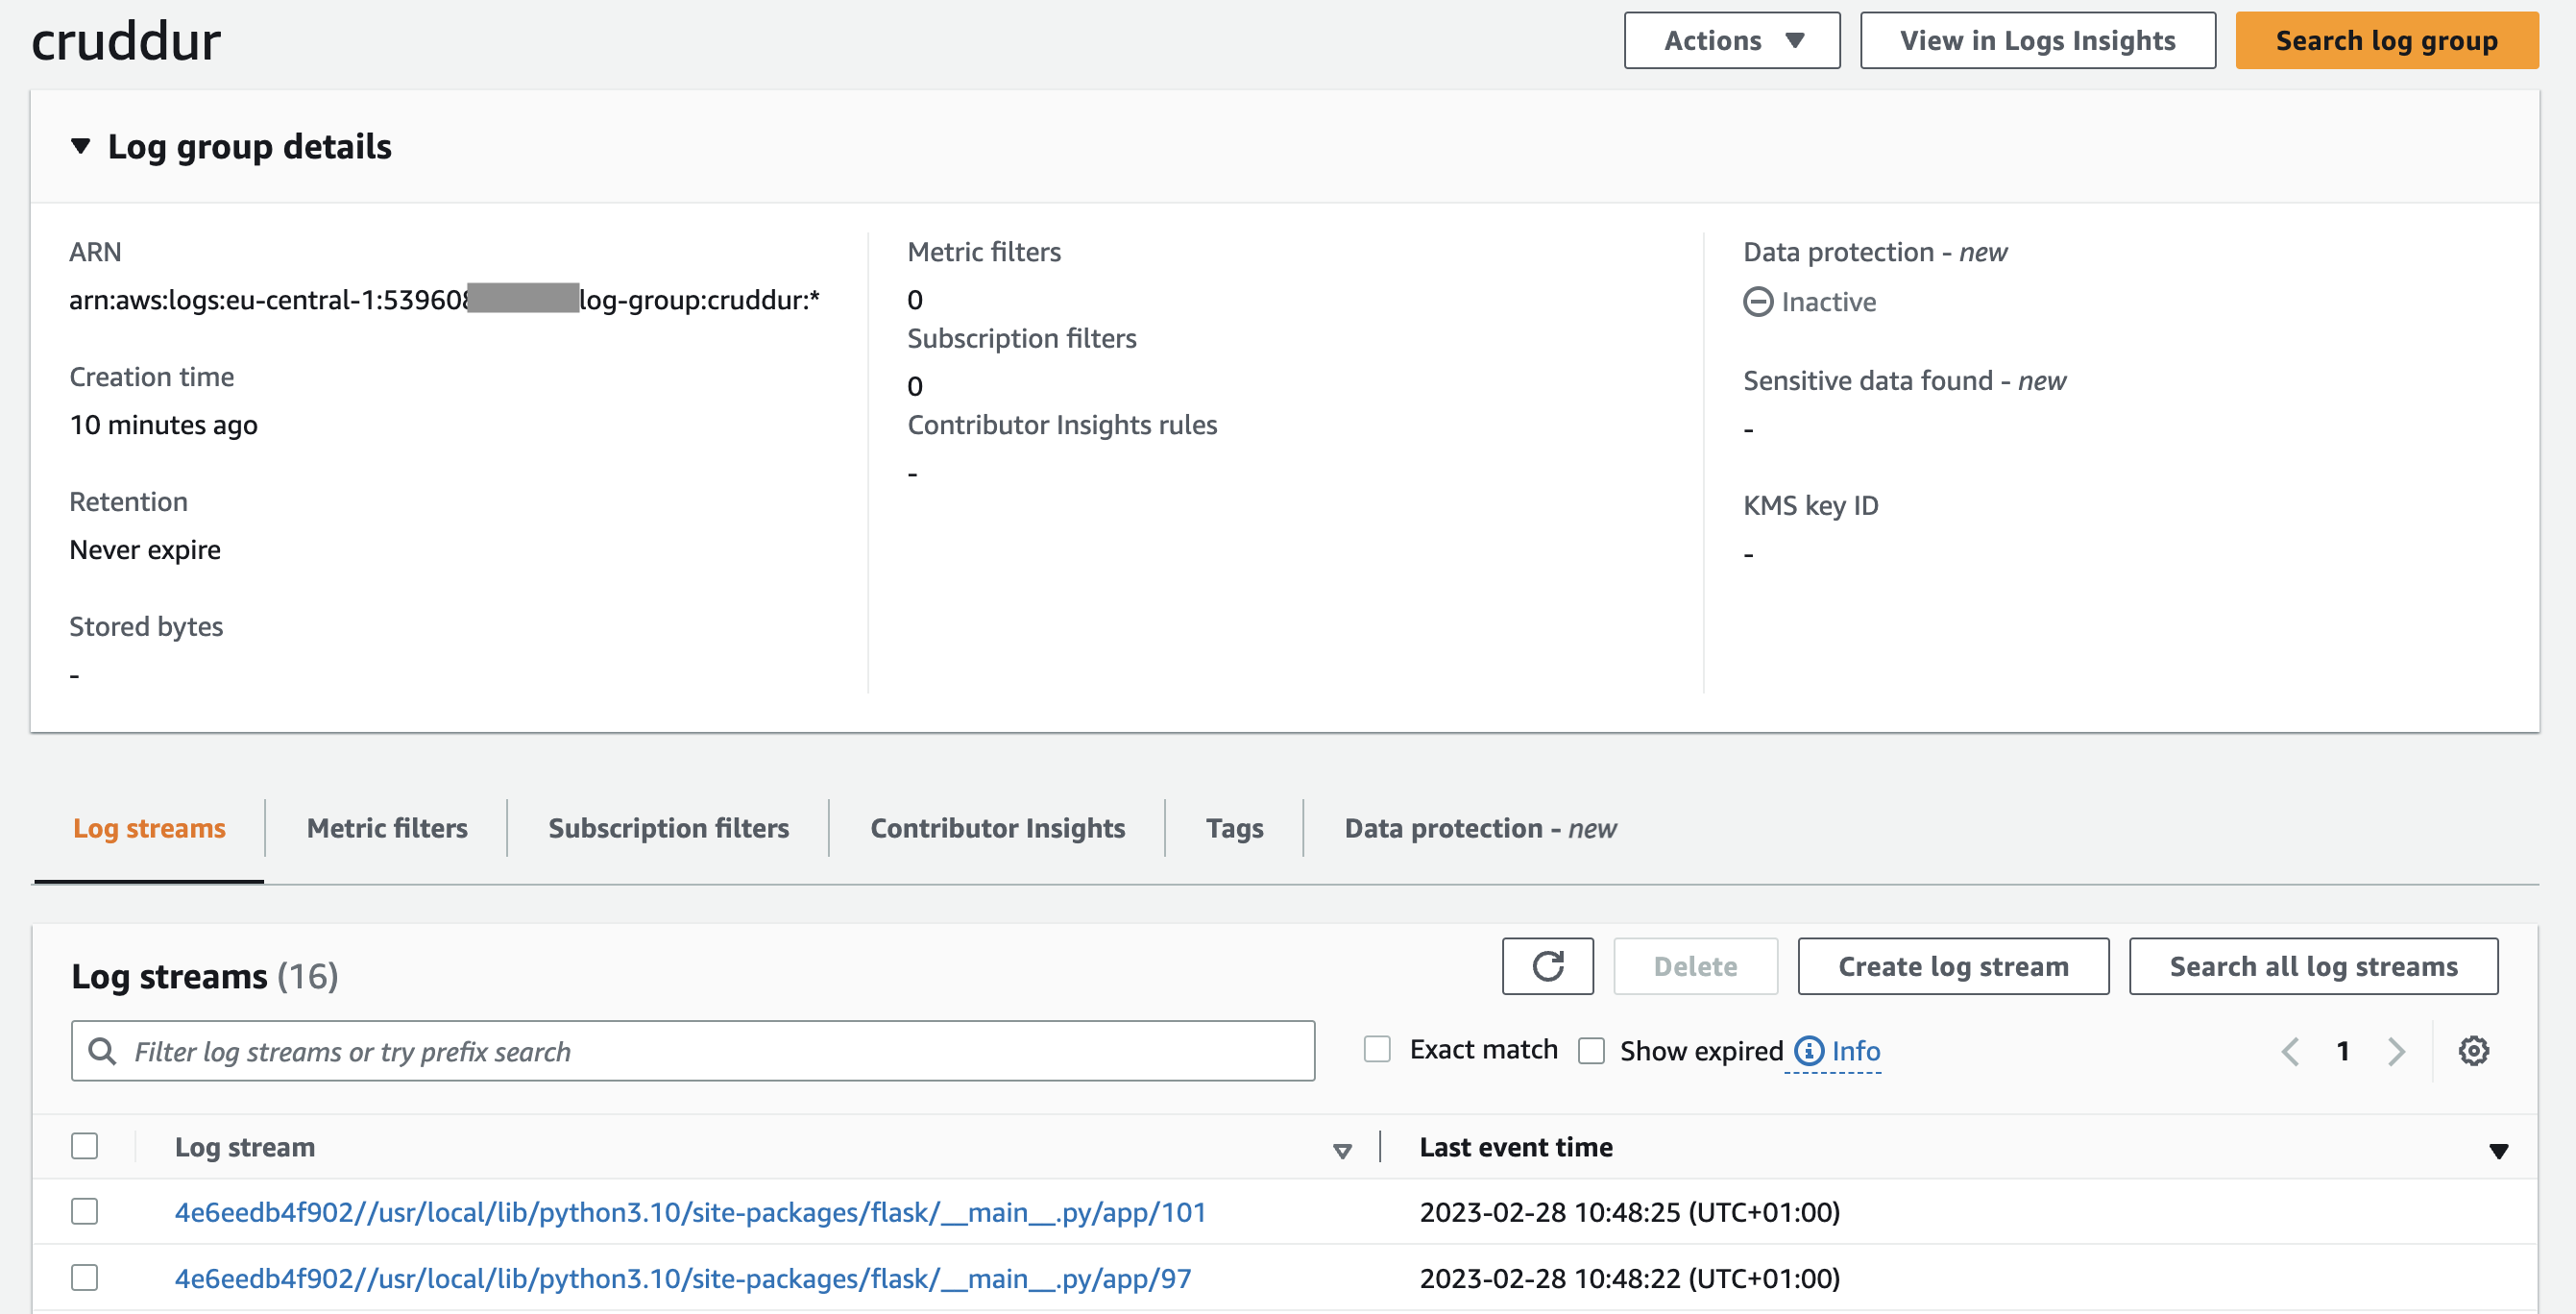 cruddur
Actions
View in Logs Insights
Search log group
Log group details
ARN
arn:aws:logs:eu-central-1:53960 log-group:cruddur:*
Creation time
10 minutes ago
Retention
Never expire
Stored bytes
-
Metric filters
0
Subscription filters
0
Contributor Insights rules
-
Data protection - new
Inactive
Sensitive data found - new
-
KMS key ID
-
Log streams
Metric filters
Subscription filters
Contributor Insights
Tags
Data protection - new
Log streams (16)
Delete
Create log stream
Search all log streams
Filter log streams or try prefix search
Exact match
Show expired
Info
1
Log stream
Last event time
4e6eedb4f902//usr/local/lib/python3.10/site-packages/flask/__main__.py/app/101
2023-02-28 10:48:25 (UTC+01:00)
4e6eedb4f902//usr/local/lib/python3.10/site-packages/flask/__main__.py/app/97
2023-02-28 10:48:22 (UTC+01:00)